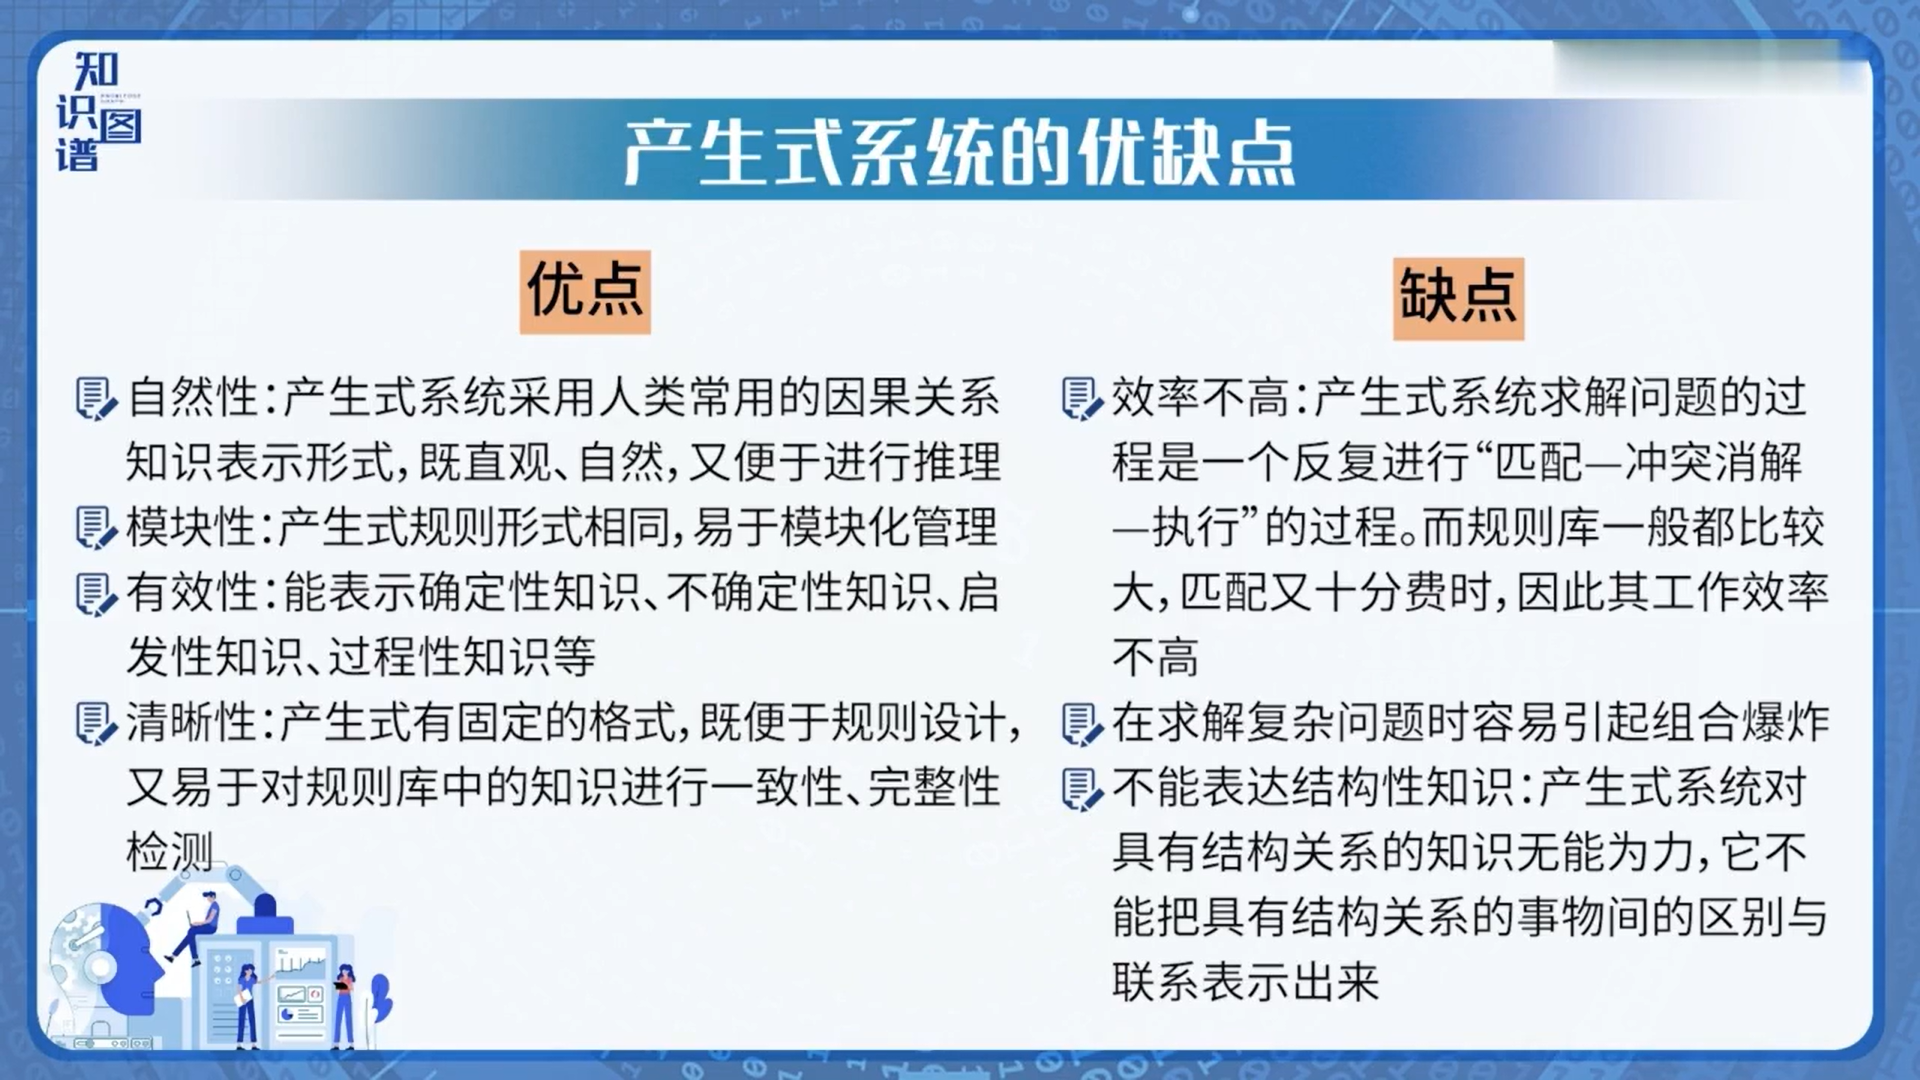 知识图谱
产生式系统的优缺点
优点
自然性：产生式系统采用人类常用的因果关系
知识表示形式，既直观、自然，又便于进行推理
模块性：产生式规则形式相同，易于模块化管理
有效性：能表示确定性知识、不确定性知识、启
发性知识、过程性知识等
清晰性：产生式有固定的格式，既便于规则设计，
又易于对规则库中的知识进行一致性、完整性
检测
缺点
效率不高：产生式系统求解问题的过
程是一个反复进行“匹配—冲突消解
—执行”的过程。而规则库一般都比较
大，匹配又十分费时，因此其工作效率
不高
在求解复杂问题时容易引起组合爆炸
不能表达结构性知识：产生式系统对
具有结构关系的知识无能为力，它不
能把具有结构关系的事物间的区别与
联系表示出来